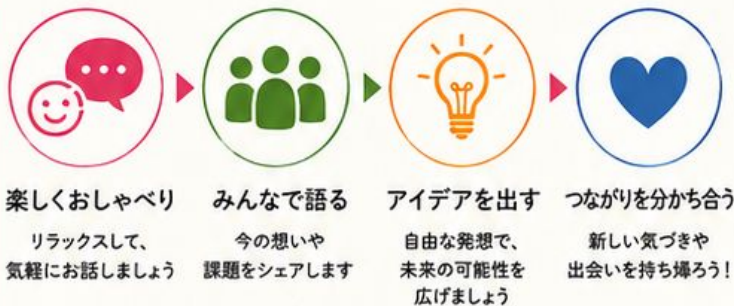 楽しくおしゃべり
リラックスして、
気軽にお話しましょう
みんなで語る
今の想いや
課題をシェアします
アイデアを出す
自由な発想で、
未来の可能性を
広げましょう
つながりを分かち合う
新しい気づきや
出会いを持ち爆ろう！